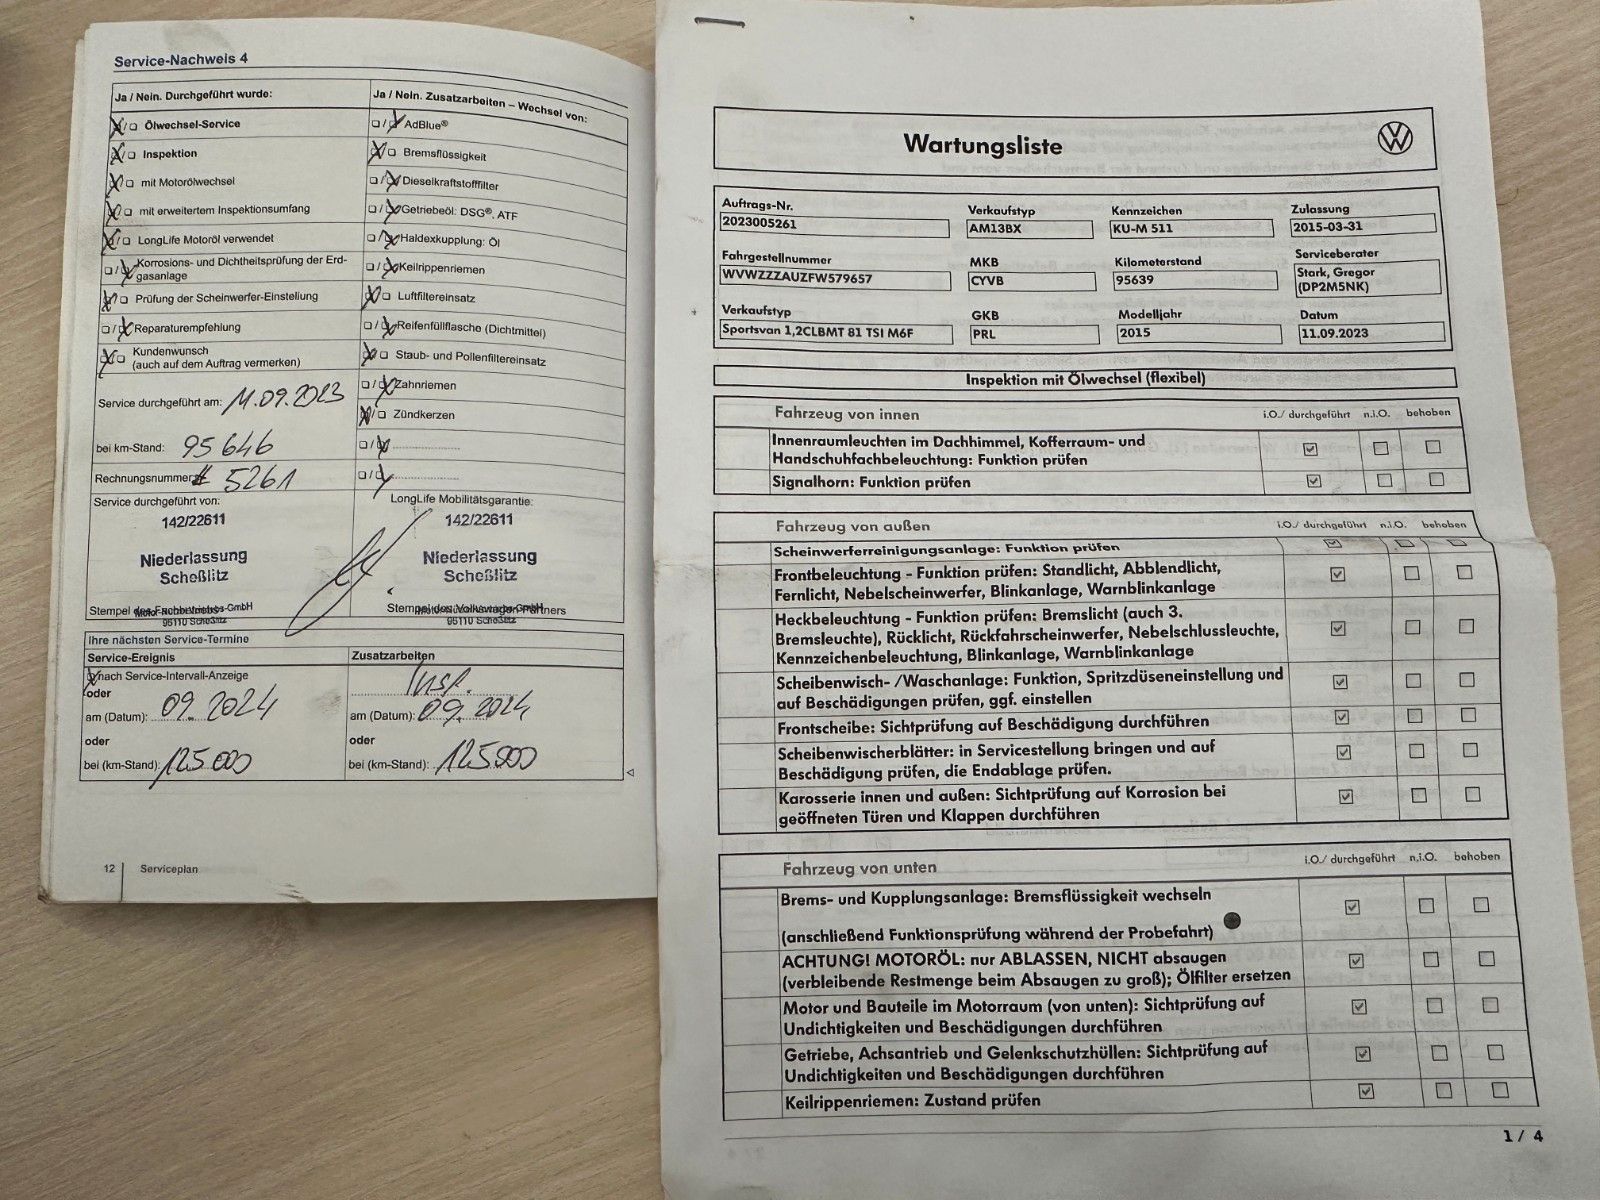 Service-Nachweis 4
Ja / Nein. Durchgeführt wurde:
Ölwechsel-Service
Inspektion
mit Motorölwechsel
mit erweitertem Inspektionsumfang
LongLife Motoröl verwendet
Korrosions- und Dichtheitsprüfung der Erd-
gasanlage
Prüfung der Scheinwerfer-Einstellung
Reparaturempfehlung
Kundenwunsch
(auch auf dem Auftrag vermerken)
Service durchgeführt am: 11.09.2023
bei km-Stand: 95 646
Rechnungsnummer: # 5261
Service durchgeführt von:
142/22611
Niederlassung
Scheßlitz
Stempel des Fachbetriebs
95110 Scheßlitz
Ja / Nein. Zusatzarbeiten – Wechsel von:
AdBlue®
Bremsflüssigkeit
Dieselkraftstofffilter
Getriebeöl: DSG®, ATF
Haldexkupplung: Öl
Keilrippenriemen
Luftfiltereinsatz
Reifenfüllflasche (Dichtmittel)
Staub- und Pollenfiltereinsatz
Zahnriemen
Zündkerzen
LongLife Mobilitätsgarantie:
142/22611
Niederlassung
Scheßlitz
Stempel des Volkswagen Partners
95110 Scheßlitz
Ihre nächsten Service-Termine
Service-Ereignis
nach Service-Intervall-Anzeige
oder
am (Datum): 09.2024
oder
bei (km-Stand): 125.000
Zusatzarbeiten
Insp.
am (Datum): 09.2024
oder
bei (km-Stand): 125.000
12 Serviceplan
Wartungsliste
Auftrags-Nr. Verkaufstyp Kennzeichen Zulassung
2023005261 AM13BX KU-M 511 2015-03-31
Fahrgestellnummer MKB Kilometerstand Serviceberater
WVWZZZAUZFW579657 CYVB 95639 Stark, Gregor
(DP2M5NK)
Verkaufstyp GKB Modelljahr Datum
Sportsvan 1,2CLBMT 81 TSI M6F PRL 2015 11.09.2023
Inspektion mit Ölwechsel (flexibel)
Fahrzeug von innen i.O./ durchgeführt n.i.O. behoben
Innenraumleuchten im Dachhimmel, Kofferraum- und
Handschuhfachbeleuchtung: Funktion prüfen
Signalhorn: Funktion prüfen
Fahrzeug von außen i.O./ durchgeführt n.i.O. behoben
Scheinwerferreinigungsanlage: Funktion prüfen
Frontbeleuchtung - Funktion prüfen: Standlicht, Abblendlicht,
Fernlicht, Nebelscheinwerfer, Blinkanlage, Warnblinkanlage
Heckbeleuchtung - Funktion prüfen: Bremslicht (auch 3.
Bremsleuchte), Rücklicht, Rückfahrscheinwerfer, Nebelschlussleuchte,
Kennzeichenbeleuchtung, Blinkanlage, Warnblinkanlage
Scheibenwisch- /Waschanlage: Funktion, Spritzdüseneinstellung und
auf Beschädigungen prüfen, ggf. einstellen
Frontscheibe: Sichtprüfung auf Beschädigung durchführen
Scheibenwischerblätter: in Servicestellung bringen und auf
Beschädigung prüfen, die Endablage prüfen.
Karosserie innen und außen: Sichtprüfung auf Korrosion bei
geöffneten Türen und Klappen durchführen
Fahrzeug von unten i.O./ durchgeführt n.i.O. behoben
Brems- und Kupplungsanlage: Bremsflüssigkeit wechseln
(anschließend Funktionsprüfung während der Probefahrt)
ACHTUNG! MOTORÖL: nur ABLASSEN, NICHT absaugen
(verbleibende Restmenge beim Absaugen zu groß); Ölfilter ersetzen
Motor und Bauteile im Motorraum (von unten): Sichtprüfung auf
Undichtigkeiten und Beschädigungen durchführen
Getriebe, Achsantrieb und Gelenkschutzhüllen: Sichtprüfung auf
Undichtigkeiten und Beschädigungen durchführen
Keilrippenriemen: Zustand prüfen
1 / 4